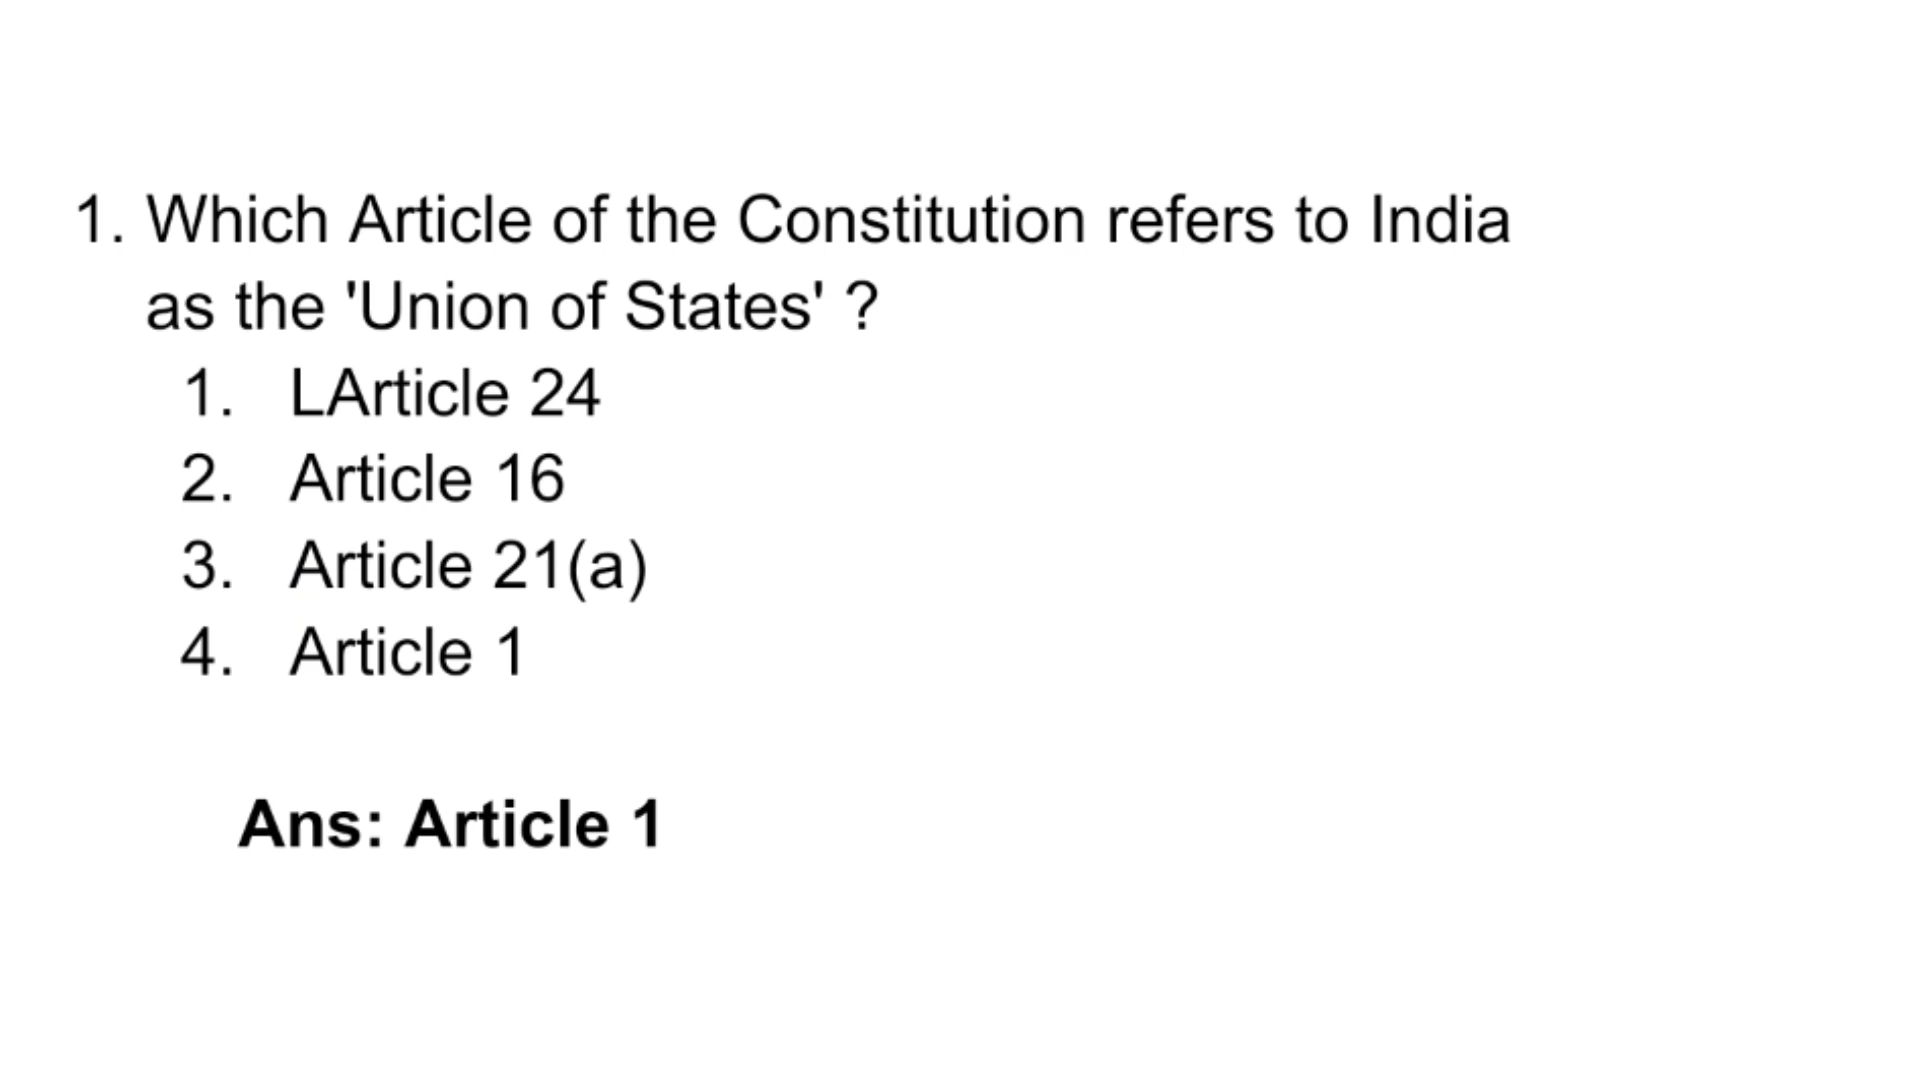 1. Which Article of the Constitution refers to India
as the 'Union of States' ?
1. LArticle 24
2. Article 16
3. Article 21(a)
4. Article 1
Ans: Article 1